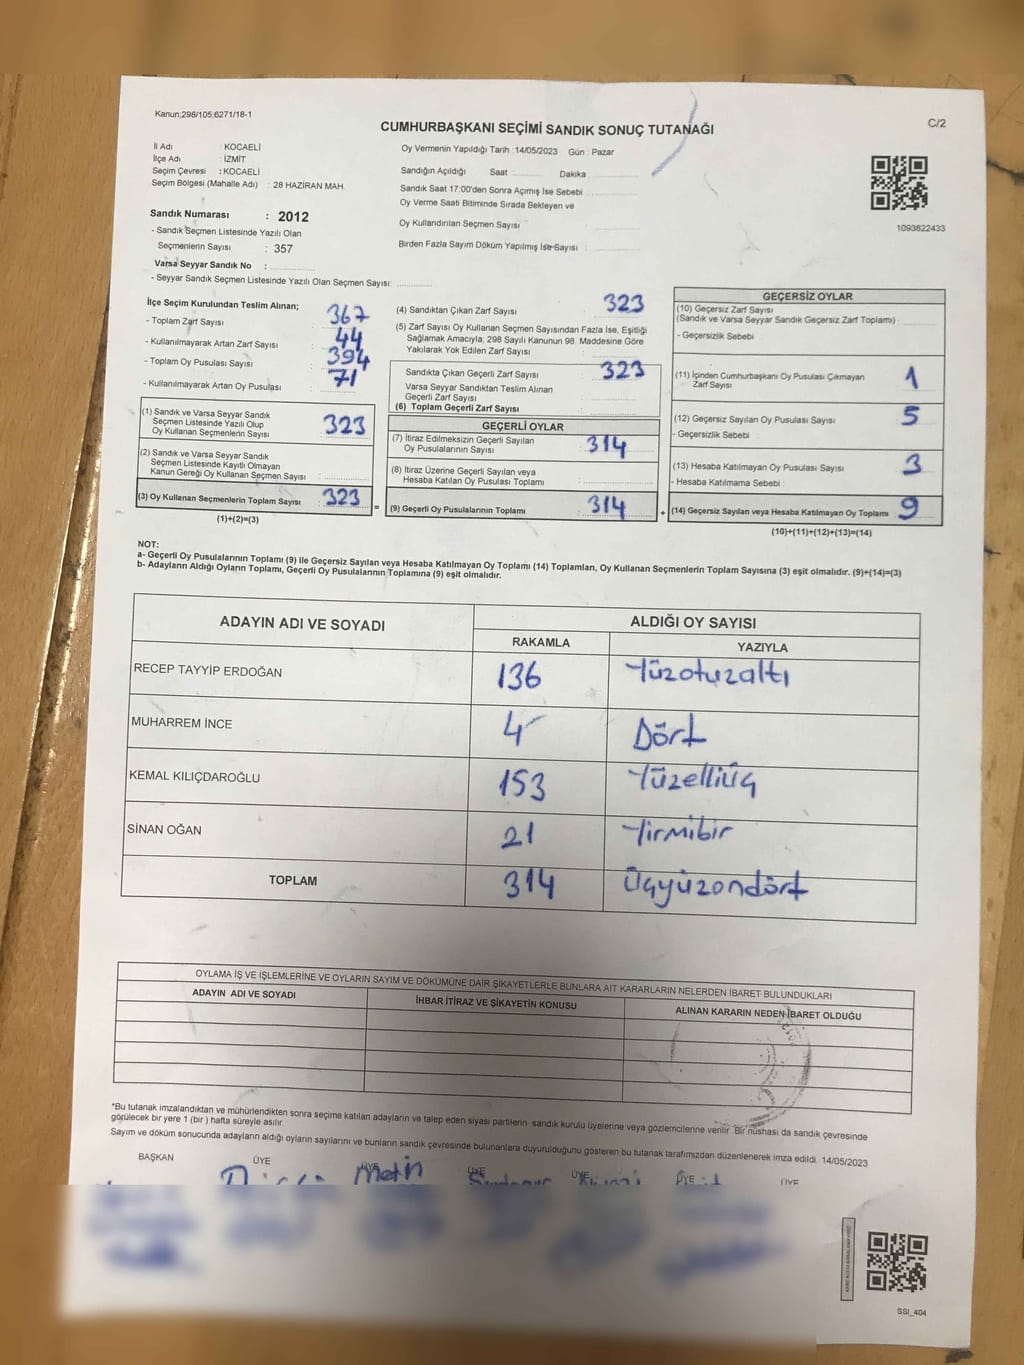 Kanun;298/105;6271/18-1
C/2
CUMHURBAŞKANI SEÇİMİ SANDIK SONUÇ TUTANAĞI
İl Adı : KOCAELİ
İlçe Adı : İZMİT
Seçim Çevresi : KOCAELİ
Seçim Bölgesi (Mahalle Adı) : 28 HAZİRAN MAH.
Sandık Numarası : 2012
- Sandık Seçmen Listesinde Yazılı Olan
Seçmenlerin Sayısı : 357
Varsa Seyyar Sandık No :
- Seyyar Sandık Seçmen Listesinde Yazılı Olan Seçmen Sayısı:
Oy Vermenin Yapıldığı Tarih : 14/05/2023 Gün : Pazar
Sandığın Açıldığı Saat Dakika
Sandık Saat 17:00'den Sonra Açımış İse Sebebi
Oy Verme Saati Bitiminde Sırada Bekleyen ve
Oy Kullandırılan Seçmen Sayısı :
Birden Fazla Sayım Döküm Yapılmış İse Sayısı :
1093822433
İlçe Seçim Kurulundan Teslim Alınan;
- Toplam Zarf Sayısı : 367
- Kullanılmayarak Artan Zarf Sayısı : 44
- Toplam Oy Pusulası Sayısı : 394
- Kullanılmayarak Artan Oy Pusulası : 71
(1) Sandık ve Varsa Seyyar Sandık
Seçmen Listesinde Yazılı Olup
Oy Kullanan Seçmenlerin Sayısı : 323
(2) Sandık ve Varsa Seyyar Sandık
Seçmen Listesinde Kayıtlı Olmayan
Kanun Gereği Oy Kullanan Seçmen Sayısı :
(3) Oy Kullanan Seçmenlerin Toplam Sayısı : 323
(1)+(2)=(3)
(4) Sandıktan Çıkan Zarf Sayısı : 323
(5) Zarf Sayısı Oy Kullanan Seçmen Sayısından Fazla İse, Eşitliği
Sağlamak Amacıyla; 298 Sayılı Kanunun 98. Maddesine Göre
Yakılarak Yok Edilen Zarf Sayısı :
Sandıkta Çıkan Geçerli Zarf Sayısı : 323
Varsa Seyyar Sandıktan Teslim Alınan
Geçerli Zarf Sayısı :
(6) Toplam Geçerli Zarf Sayısı :
GEÇERLİ OYLAR
(7) İtiraz Edilmeksizin Geçerli Sayılan
Oy Pusulalarının Sayısı : 314
(8) İtiraz Üzerine Geçerli Sayılan veya
Hesaba Katılan Oy Pusulası Toplamı :
= (9) Geçerli Oy Pusulalarının Toplamı : 314
GEÇERSİZ OYLAR
(10) Geçersiz Zarf Sayısı
(Sandık ve Varsa Seyyar Sandık Geçersiz Zarf Toplamı) :
- Geçersizlik Sebebi :
(11) İçinden Cumhurbaşkanı Oy Pusulası Çıkmayan
Zarf Sayısı : 1
(12) Geçersiz Sayılan Oy Pusulası Sayısı : 5
- Geçersizlik Sebebi :
(13) Hesaba Katılmayan Oy Pusulası Sayısı : 3
- Hesaba Katılmama Sebebi :
+ (14) Geçersiz Sayılan veya Hesaba Katılmayan Oy Toplamı : 9
(10)+(11)+(12)+(13)=(14)
NOT:
a- Geçerli Oy Pusulalarının Toplamı (9) ile Geçersiz Sayılan veya Hesaba Katılmayan Oy Toplamı (14) Toplamları, Oy Kullanan Seçmenlerin Toplam Sayısına (3) eşit olmalıdır. (9)+(14)=(3)
b- Adayların Aldığı Oyların Toplamı, Geçerli Oy Pusulalarının Toplamına (9) eşit olmalıdır.
ADAYIN ADI VE SOYADI ALDIĞI OY SAYISI
RAKAMLA YAZIYLA
RECEP TAYYİP ERDOĞAN 136 Yüzotuzaltı
MUHARREM İNCE 4 Dört
KEMAL KILIÇDAROĞLU 153 Yüzelliüç
SİNAN OĞAN 21 Yirmibir
TOPLAM 314 Üçyüzondört
OYLAMA İŞ VE İŞLEMLERİNE VE OYLARIN SAYIM VE DÖKÜMÜNE DAİR ŞİKAYETLERLE BUNLARA AİT KARARLARIN NELERDEN İBARET BULUNDUKLARI
ADAYIN ADI VE SOYADI İHBAR İTİRAZ VE ŞİKAYETİN KONUSU ALINAN KARARIN NEDEN İBARET OLDUĞU
*Bu tutanak imzalandıktan ve mühürlendikten sonra seçime katılan adayların ve talep eden siyasi partilerin sandık kurulu üyelerine veya gözlemcilerine verilir. Bir nüshası da sandık çevresinde
görülecek bir yere 1 (bir) hafta süreyle asılır.
Sayım ve döküm sonucunda adayların aldığı oyların sayılarını ve bunların sandık çevresinde bulunanlara duyurulduğunu gösteren bu tutanak tarafımızdan düzenlenerek imza edildi. 14/05/2023
BAŞKAN ÜYE ÜYE ÜYE ÜYE ÜYE ÜYE
Metin
SSI_404